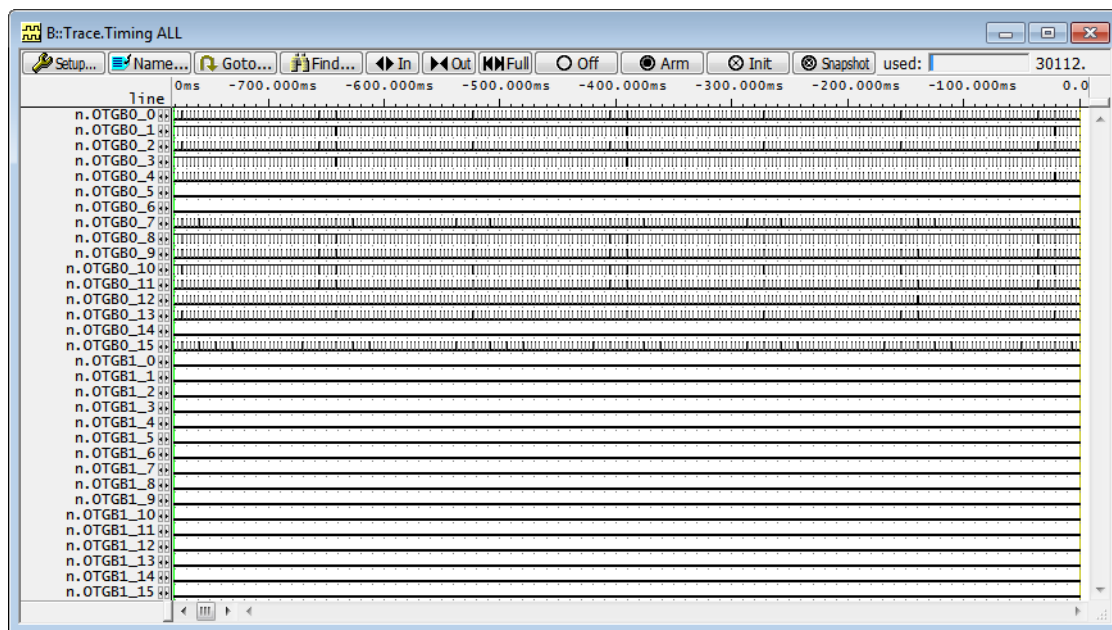 B::Trace.Timing ALL
Setup... Name... Goto... Find... In Out Full Off Arm Init Snapshot used: 30112.
0ms -700.000ms -600.000ms -500.000ms -400.000ms -300.000ms -200.000ms -100.000ms 0.0
line
n.OTGB0_0
n.OTGB0_1
n.OTGB0_2
n.OTGB0_3
n.OTGB0_4
n.OTGB0_5
n.OTGB0_6
n.OTGB0_7
n.OTGB0_8
n.OTGB0_9
n.OTGB0_10
n.OTGB0_11
n.OTGB0_12
n.OTGB0_13
n.OTGB0_14
n.OTGB0_15
n.OTGB1_0
n.OTGB1_1
n.OTGB1_2
n.OTGB1_3
n.OTGB1_4
n.OTGB1_5
n.OTGB1_6
n.OTGB1_7
n.OTGB1_8
n.OTGB1_9
n.OTGB1_10
n.OTGB1_11
n.OTGB1_12
n.OTGB1_13
n.OTGB1_14
n.OTGB1_15